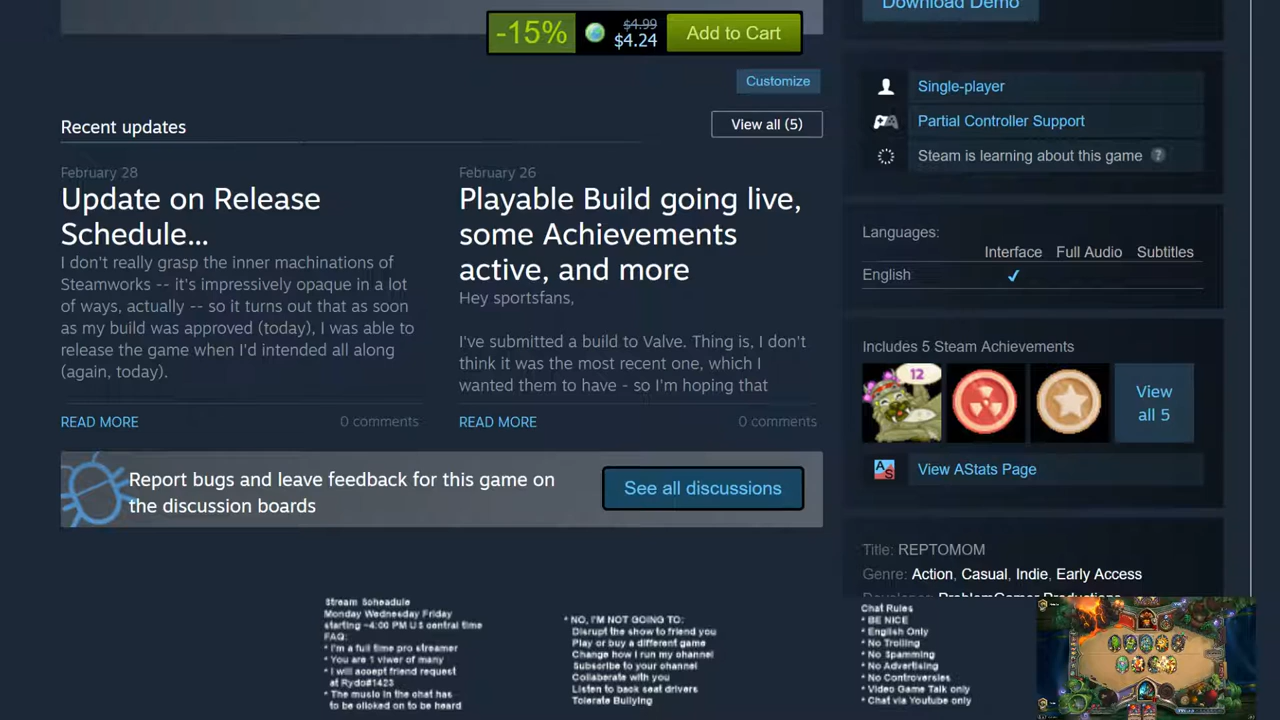 Download Demo
-15%
$4.99
$4.24
Add to Cart
Customize
Recent updates
View all (5)
February 28
Update on Release
Schedule...
I don't really grasp the inner machinations of
Steamworks -- it's impressively opaque in a lot
of ways, actually -- so it turns out that as soon
as my build was approved (today), I was able to
release the game when I'd intended all along
(again, today).
READ MORE
0 comments
February 26
Playable Build going live,
some Achievements
active, and more
Hey sportsfans,
I've submitted a build to Valve. Thing is, I don't
think it was the most recent one, which I
wanted them to have - so I'm hoping that
READ MORE
0 comments
Report bugs and leave feedback for this game on
the discussion boards
See all discussions
Single-player
Partial Controller Support
Steam is learning about this game ?
Languages:
Interface Full Audio Subtitles
English ✓
Includes 5 Steam Achievements
12
View
all 5
AS
View AStats Page
Title: REPTOMOM
Genre: Action, Casual, Indie, Early Access
Developer: ProblemGamer Productions
Stream Scheadule
Monday Wednesday Friday
starting ~4:00 PM US central time
FAQ:
* I'm a full time pro streamer
* You are 1 viwer of many
* I will accept friend request
at Rydo#1423
* The music in the chat has
to be clicked on to be heard
* NO, I'M NOT GOING TO:
Disrupt the show to friend you
Play or buy a different game
Change how I run my channel
Subscribe to your channel
Collaborate with you
Listen to back seat drivers
Tolerate Bullying
Chat Rules
* BE NICE
* English Only
* No Trolling
* No Spamming
* No Advertising
* No Controversies
* Video Game Talk only
* Chat via Youtube only